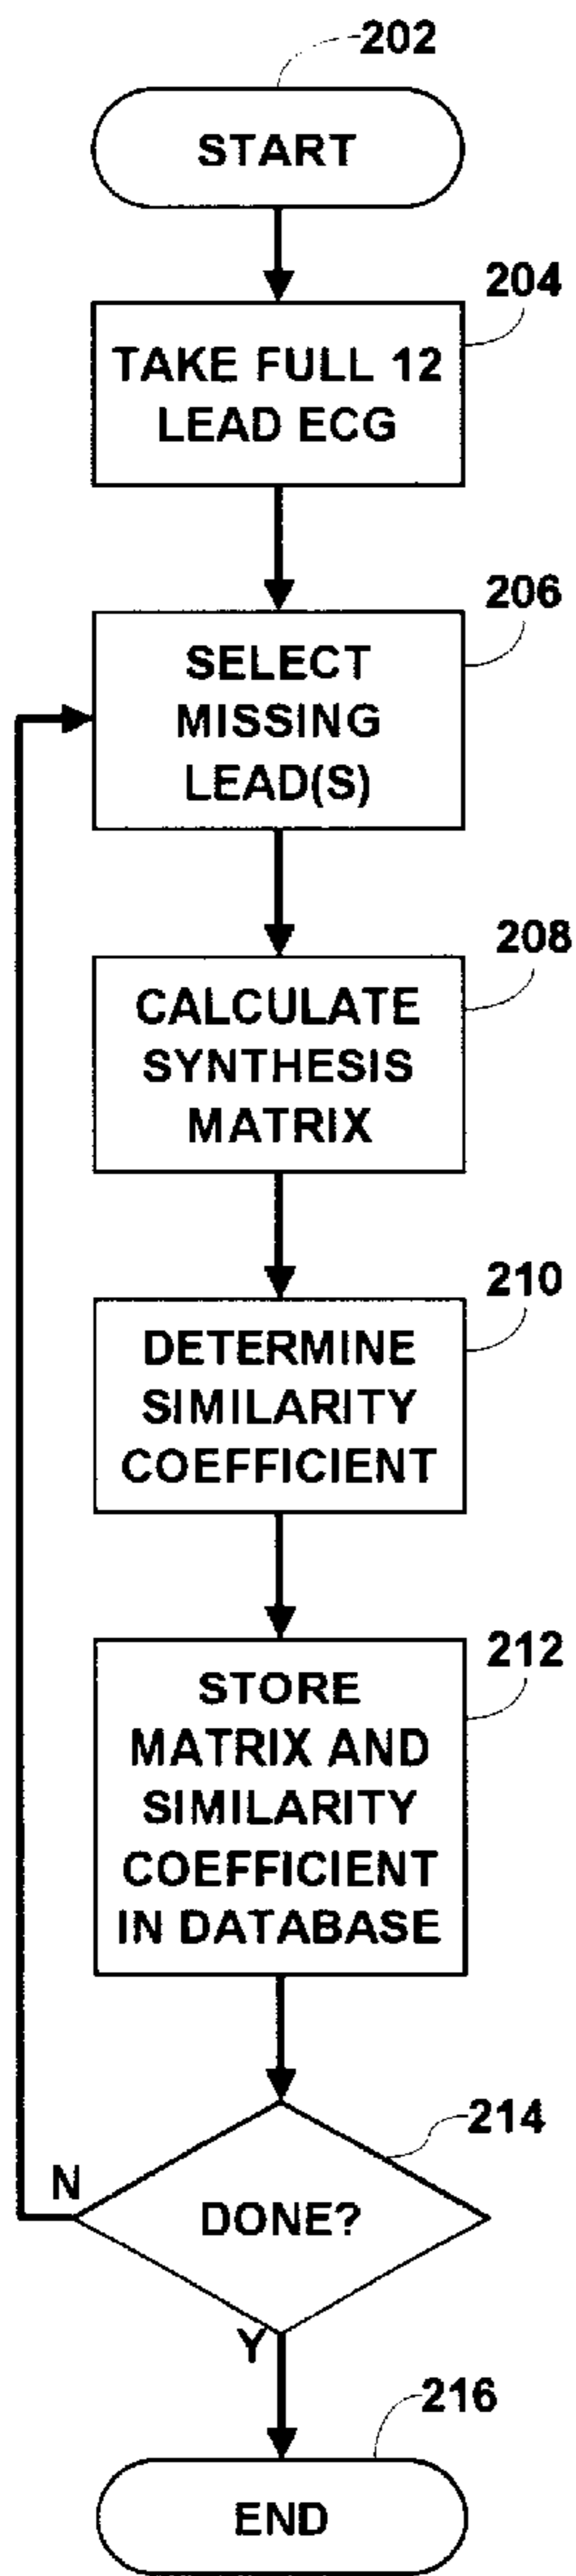 202
START
204
TAKE FULL 12
LEAD ECG
206
SELECT
MISSING
LEAD(S)
208
CALCULATE
SYNTHESIS
MATRIX
210
DETERMINE
SIMILARITY
COEFFICIENT
212
STORE
MATRIX AND
SIMILARITY
COEFFICIENT
IN DATABASE
214
N
DONE?
Y
216
END